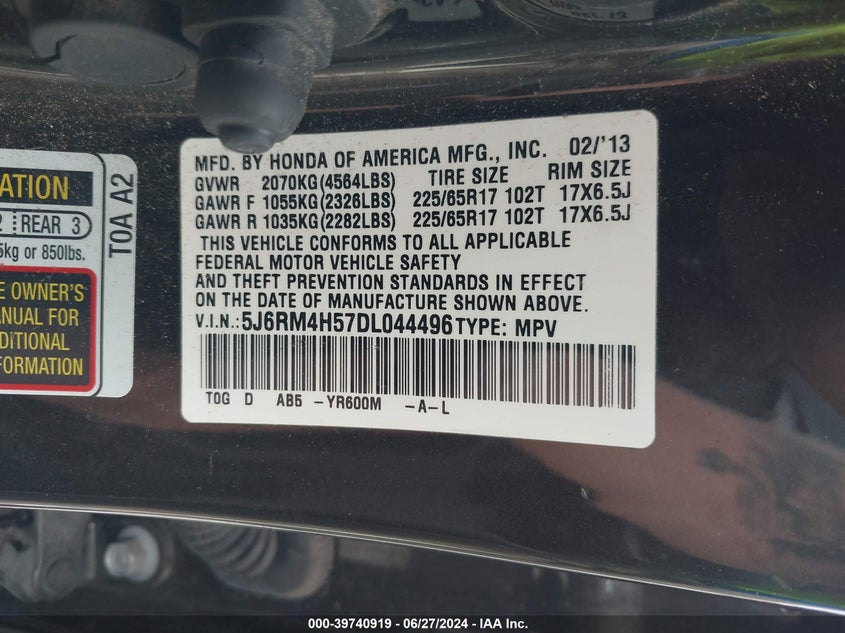 MFD. BY HONDA OF AMERICA MFG., INC. 02/'13
GVWR 2070KG(4564LBS) TIRE SIZE RIM SIZE
GAWR F 1055KG(2326LBS) 225/65R17 102T 17X6.5J
GAWR R 1035KG(2282LBS) 225/65R17 102T 17X6.5J
THIS VEHICLE CONFORMS TO ALL APPLICABLE
FEDERAL MOTOR VEHICLE SAFETY
AND THEFT PREVENTION STANDARDS IN EFFECT
ON THE DATE OF MANUFACTURE SHOWN ABOVE.
V.I.N.:5J6RM4H57DL044496 TYPE: MPV
TOG D AB5 -YR600M -A-L
ATION
2 REAR 3
5kg or 850lbs.
E OWNER'S
ANUAL FOR
DITIONAL
FORMATION
TOA A2
000-39740919 / 06/27/2024 - IAA Inc.